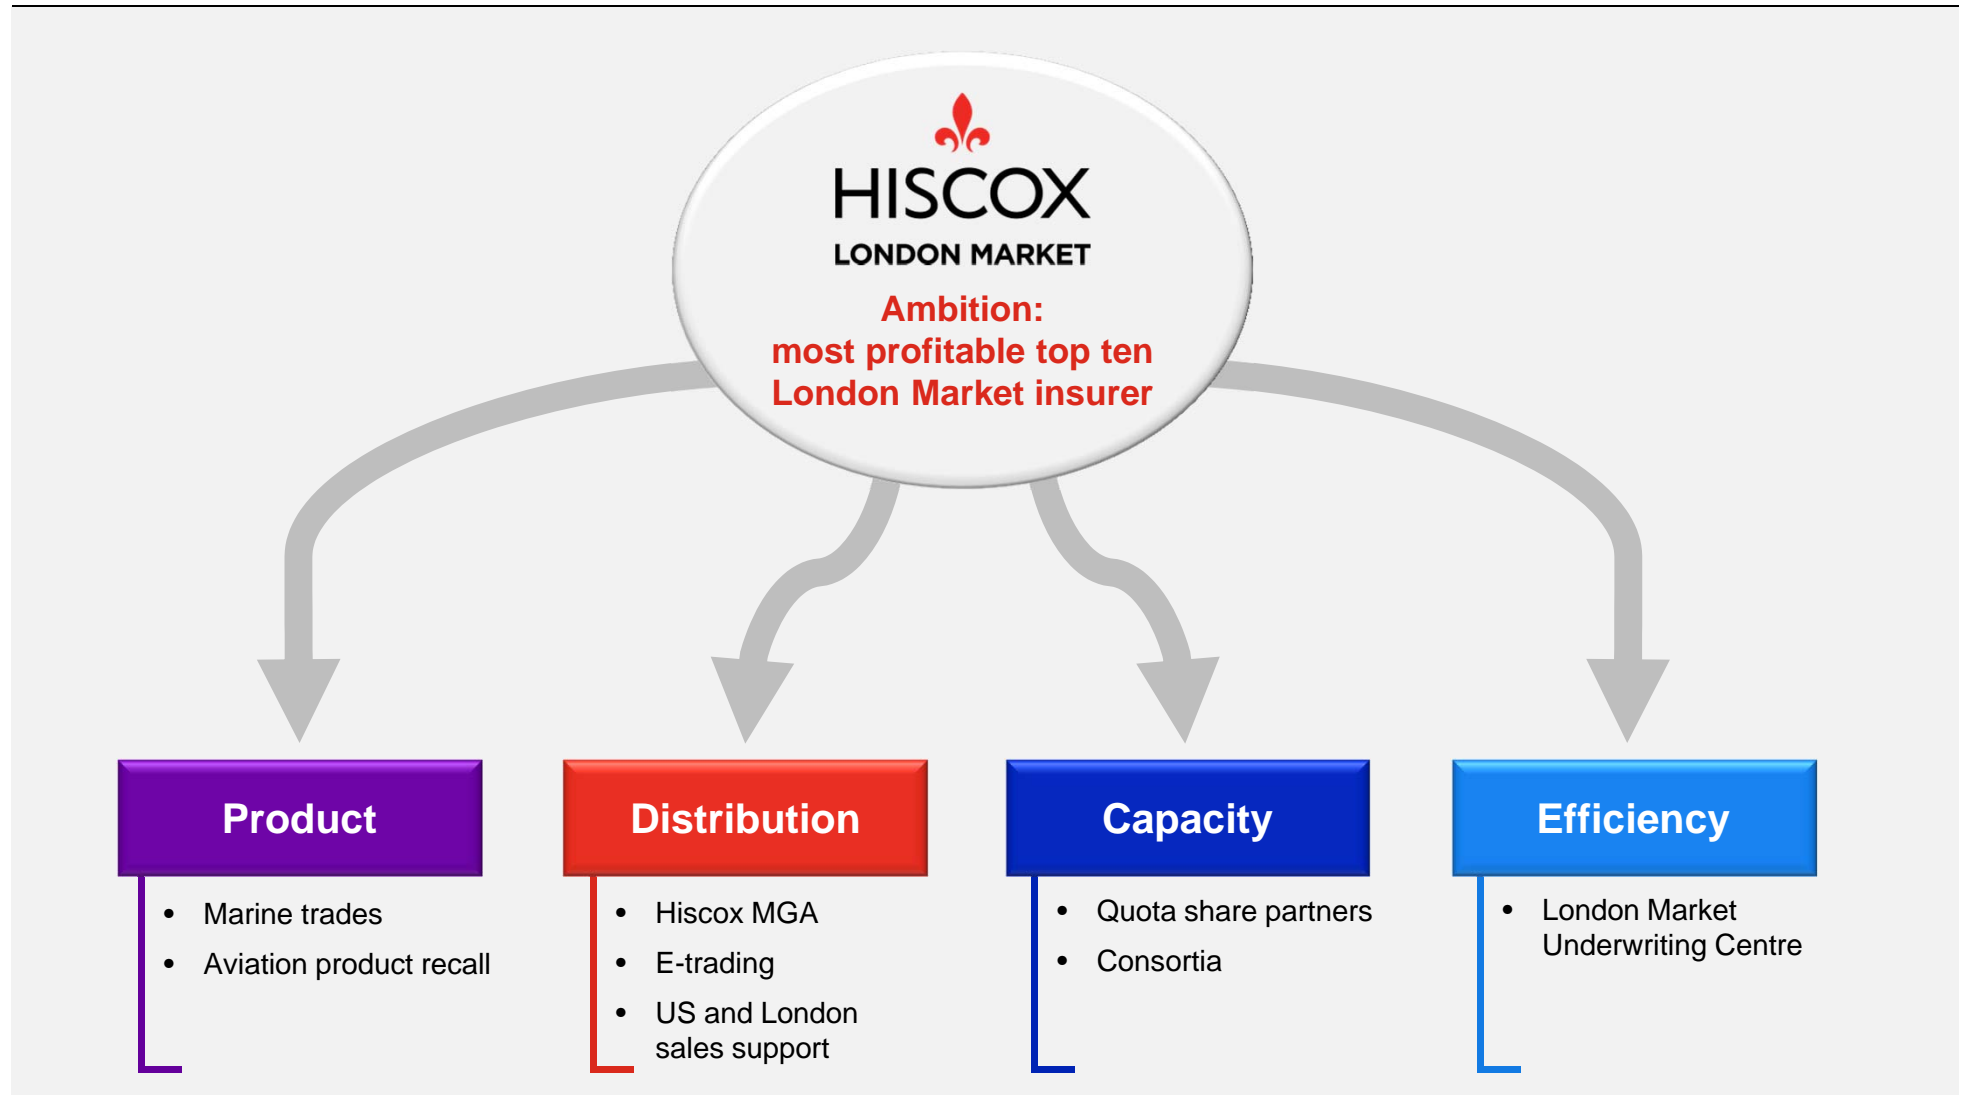 HISCOX
LONDON MARKET
Ambition:
most profitable top ten
London Market insurer
Product
• Marine trades
• Aviation product recall
Distribution
• Hiscox MGA
• E-trading
• US and London
sales support
Capacity
• Quota share partners
• Consortia
Efficiency
• London Market
Underwriting Centre